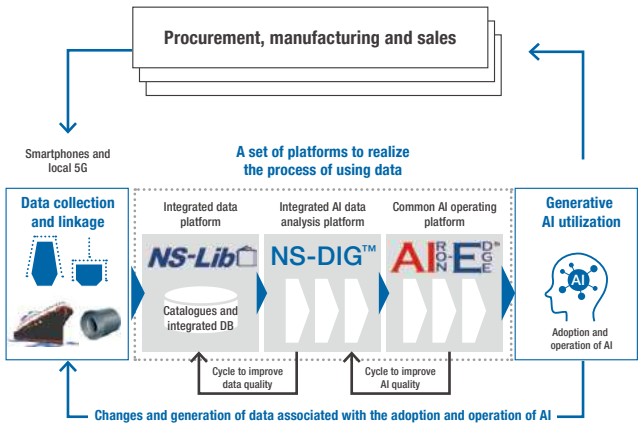 Procurement, manufacturing and sales
Smartphones and
local 5G
A set of platforms to realize
the process of using data
Data collection
and linkage
Integrated data
platform
NS-Lib
Catalogues and
integrated DB
Integrated AI data
analysis platform
NS-DIG™
Common AI operating
platform
AIRON-EDGE®
Generative
AI utilization
AI
Adoption and
operation of AI
Cycle to improve
data quality
Cycle to improve
AI quality
Changes and generation of data associated with the adoption and operation of AI